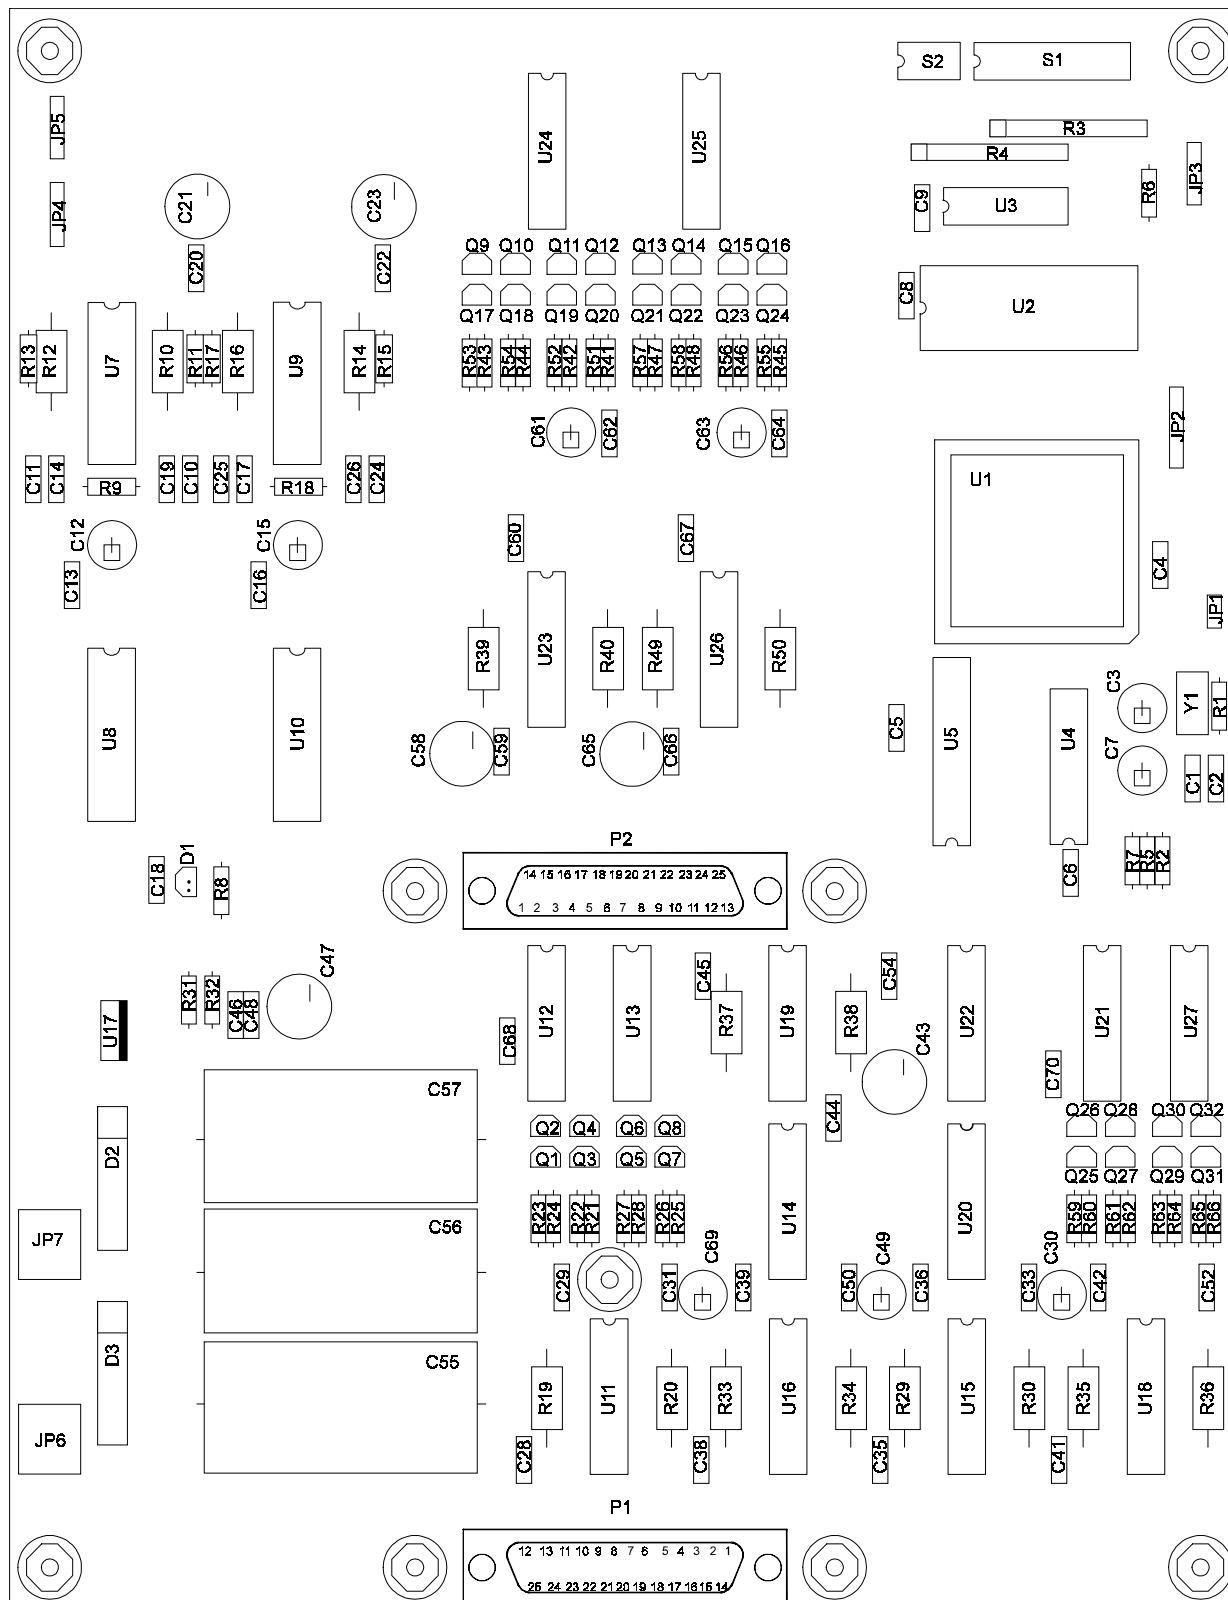 S2 S1
JP5
R3
R4
JP3
U24 U25
R6
JP4
C21 C23
C9 U3
Q9 Q10 Q11 Q12 Q13 Q14 Q15 Q16
C20 C22
C8 U2
Q17 Q18 Q19 Q20 Q21 Q22 Q23 Q24
R13 R12 U7 R10 R11 R17 R16 U9 R14 R15
R53 R43 R54 R44 R52 R42 R51 R41 R57 R47 R58 R48 R56 R46 R55 R45
JP2
C61 C62 C63 C64
C11 C14 R9 C19 C10 C25 C17 R18 C26 C24
U1
C12 C15
C60 C67
C4
C13 C16
JP1
R39 U23 R40 R49 U26 R50
C3 Y1 R1
U8 U10
C58 C59 C65 C66
C5 U5 U4
C7 C1 C2
P2
C18 D1 R8
R7 R5 R2
C6
14 15 16 17 18 19 20 21 22 23 24 25
1 2 3 4 5 6 7 8 9 10 11 12 13
C47
C45 C54
R31 R32 C46 C48
U17
U12 U13 R37 U19 R38 U22 U21 U27
C68
C43
C70
C57
C44
Q2 Q4 Q6 Q8
Q26 Q28 Q30 Q32
D2
Q1 Q3 Q5 Q7
Q25 Q27 Q29 Q31
R23 R24 R22 R21 R27 R28 R26 R25
U14 U20
R59 R60 R61 R62 R63 R64 R65 R66
C56
JP7
C69 C49 C30
C29 C31 C39 C50 C36 C33 C42 C52
D3
C55
R19 U11 R20 R33 U16 R34 R29 U15 R30 R35 U18 R36
JP6
C28 C38 C35 C41
P1
12 13 11 10 9 8 7 6 5 4 3 2 1
25 24 23 22 21 20 19 18 17 16 15 14